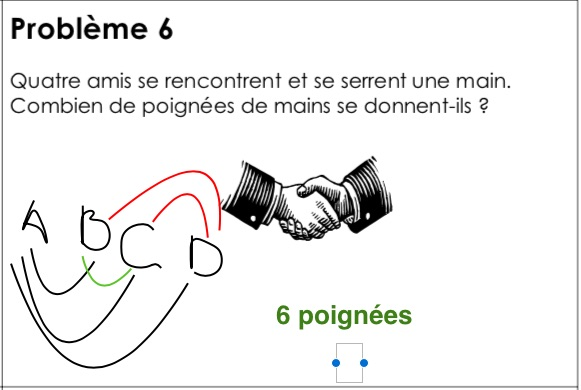 Problème 6
Quatre amis se rencontrent et se serrent une main.
Combien de poignées de mains se donnent-ils ?
A B C D
6 poignées